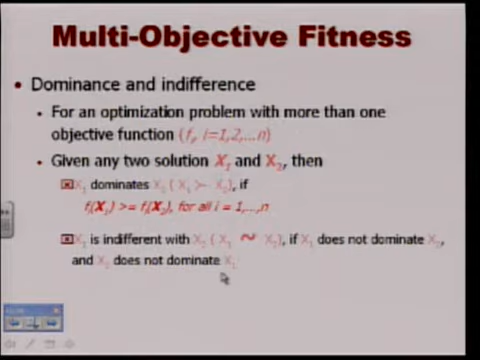 Multi-Objective Fitness
• Dominance and indifference
• For an optimization problem with more than one
objective function (fᵢ, i=1,2,...n)
• Given any two solution X₁ and X₂, then
X₁ dominates X₂ ( X₁ ≻ X₂), if
fᵢ(X₁) >= fᵢ(X₂), for all i = 1,...,n
X₁ is indifferent with X₂ ( X₁ ~ X₂), if X₁ does not dominate X₂,
and X₂ does not dominate X₁